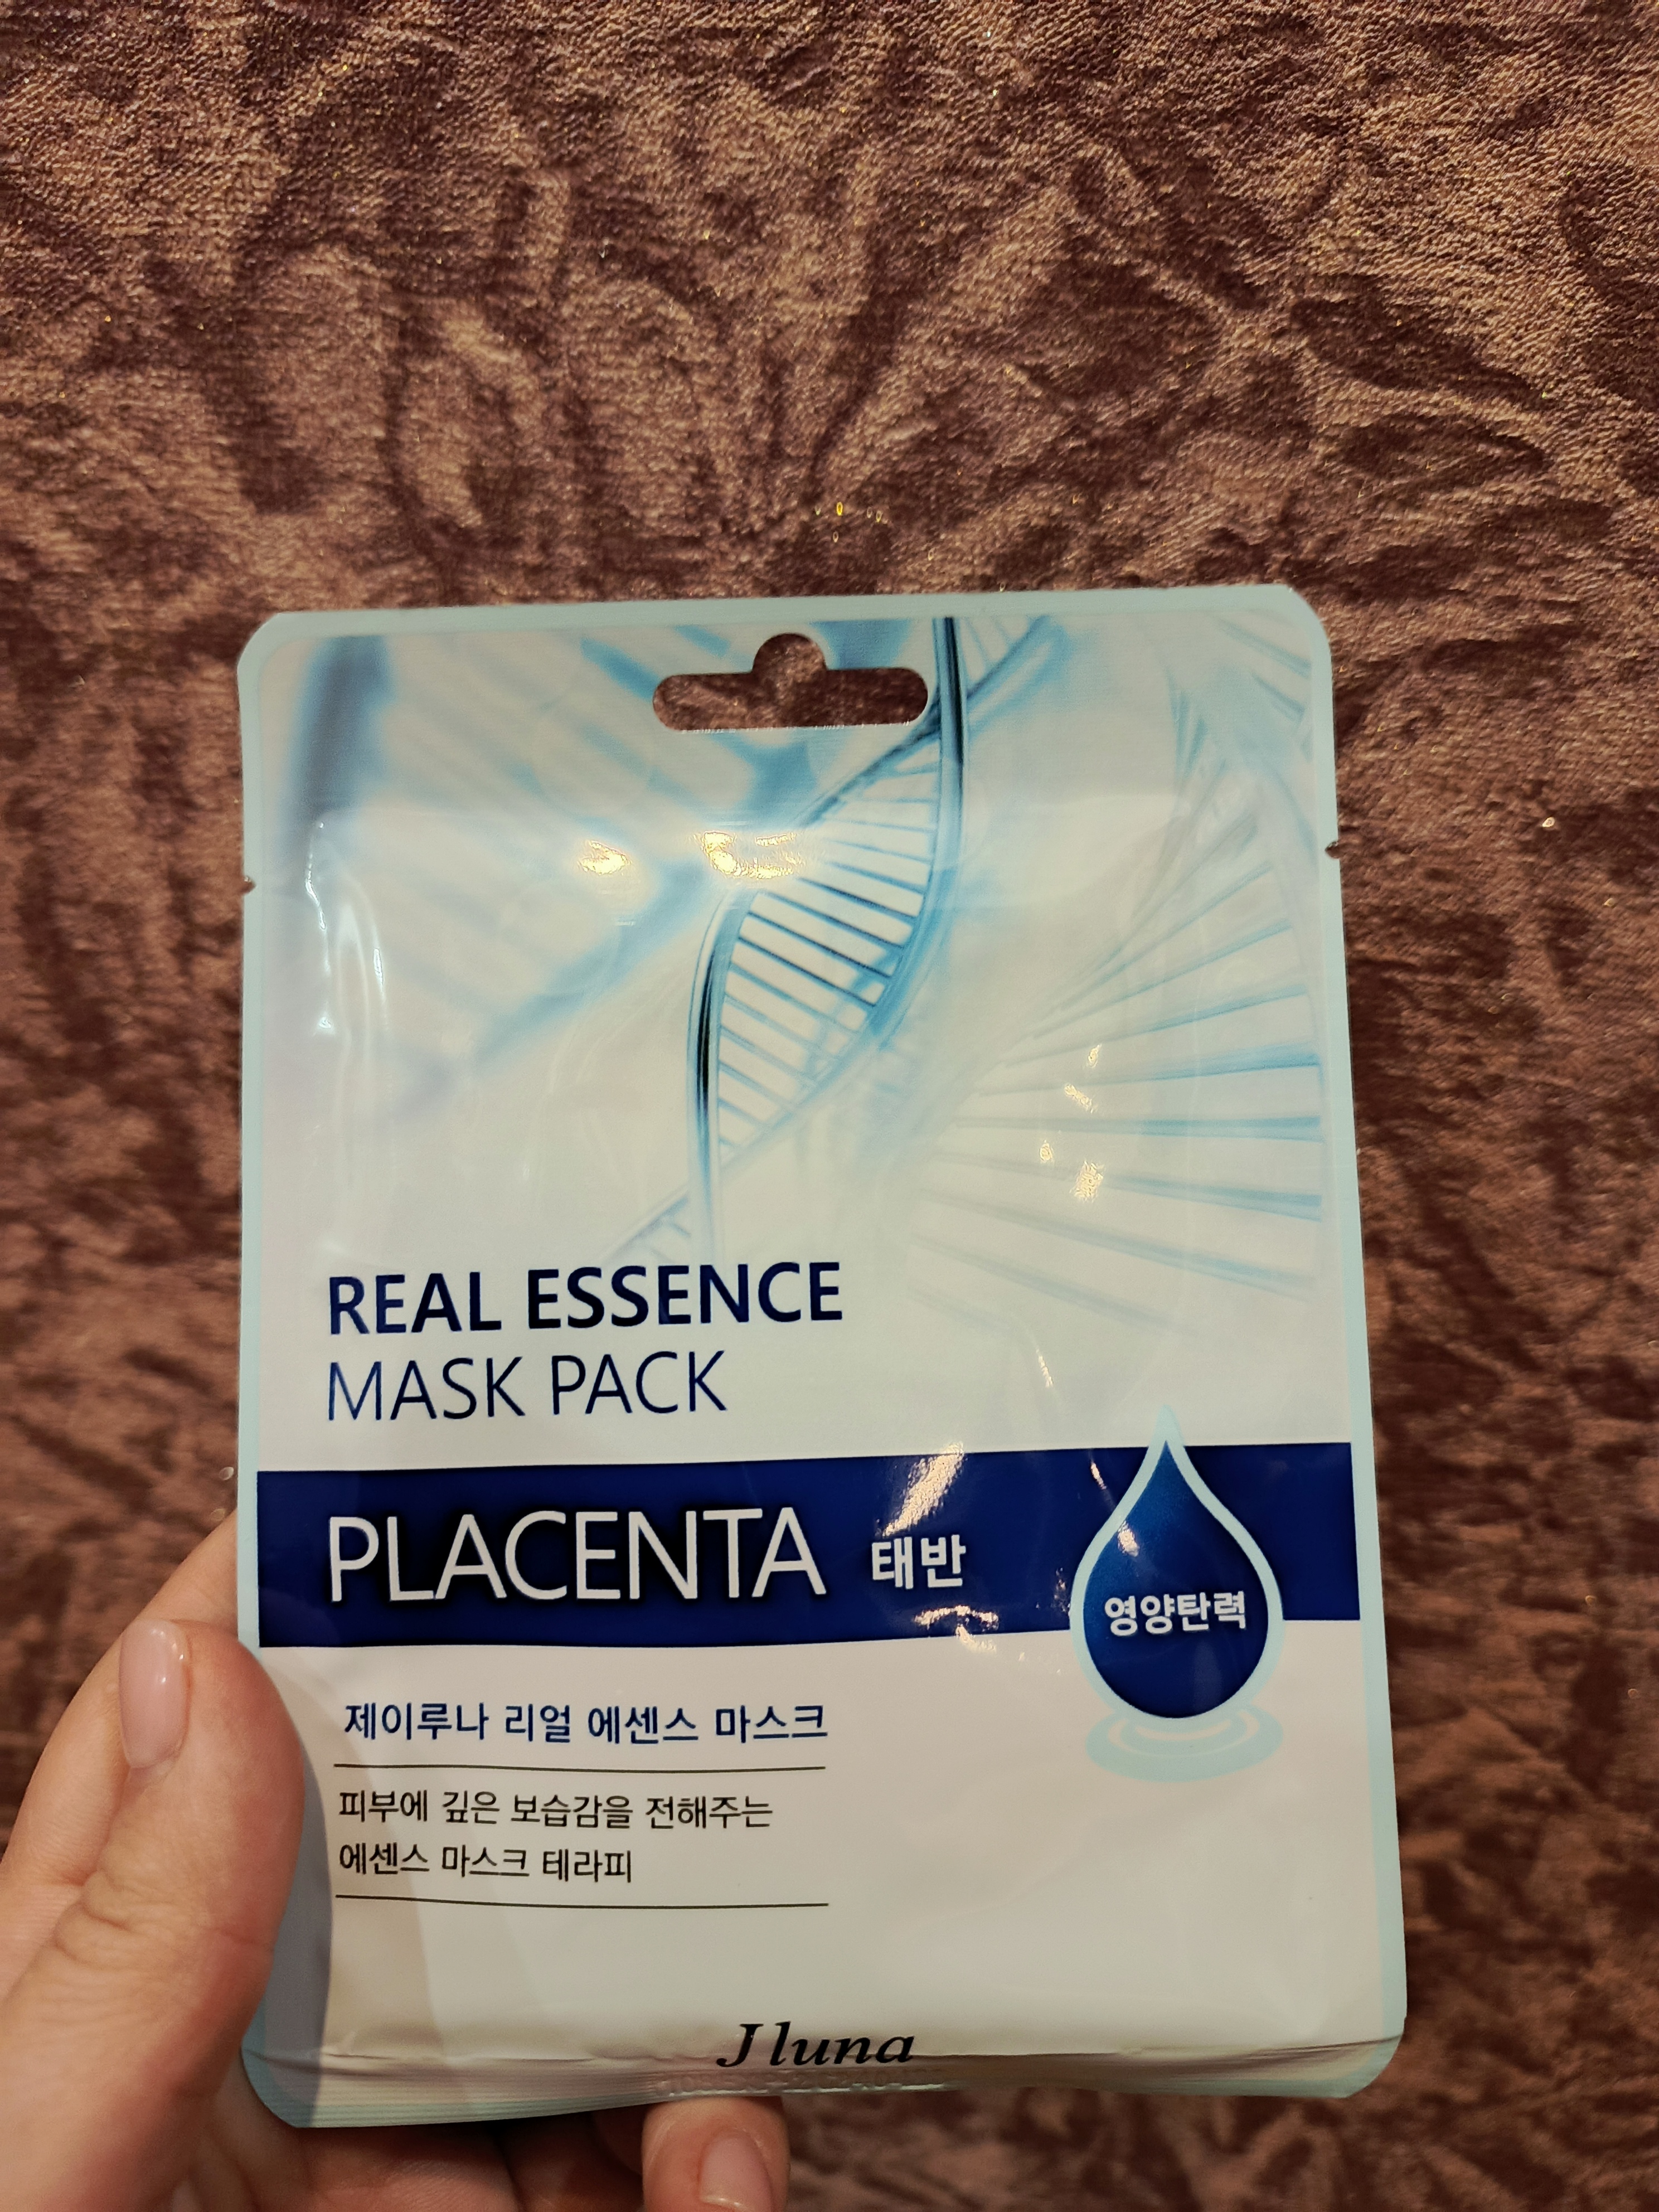 REAL ESSENCE
MASK PACK
PLACENTA 태반
영양탄력
제이루나 리얼 에센스 마스크
피부에 깊은 보습감을 전해주는
에센스 마스크 테라피
J luna